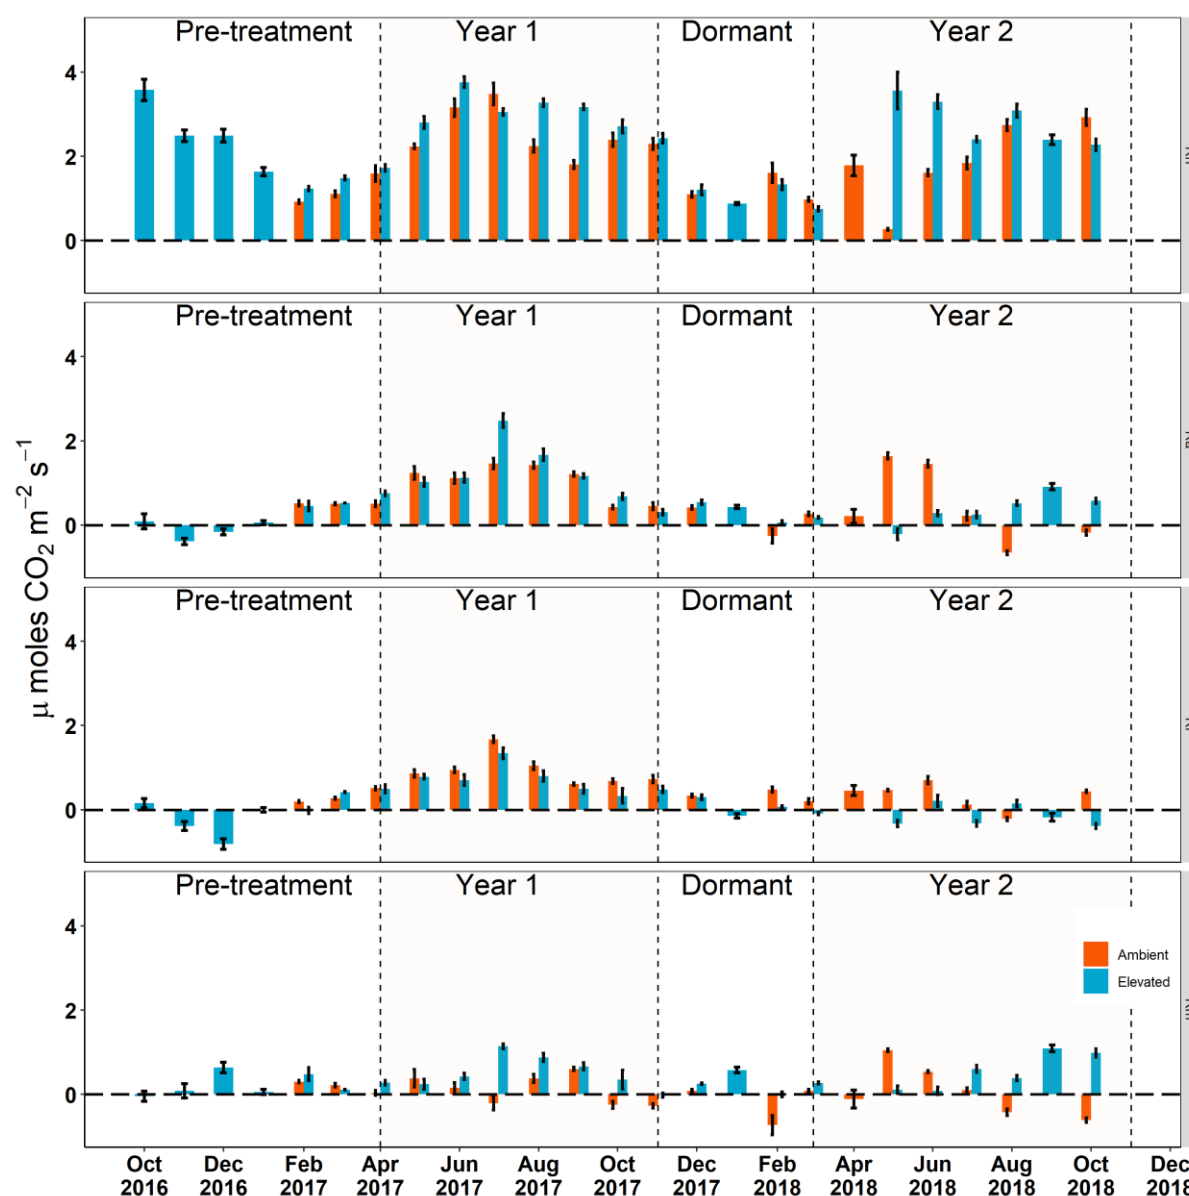 Pre-treatment Year 1 Dormant Year 2
4
2
0
Pre-treatment Year 1 Dormant Year 2
4
2
0
μ moles CO₂ m⁻² s⁻¹
Pre-treatment Year 1 Dormant Year 2
4
2
0
Pre-treatment Year 1 Dormant Year 2
4
Ambient
Elevated
2
0
Oct Dec Feb Apr Jun Aug Oct Dec Feb Apr Jun Aug Oct Dec
2016 2016 2017 2017 2017 2017 2017 2017 2018 2018 2018 2018 2018 2018